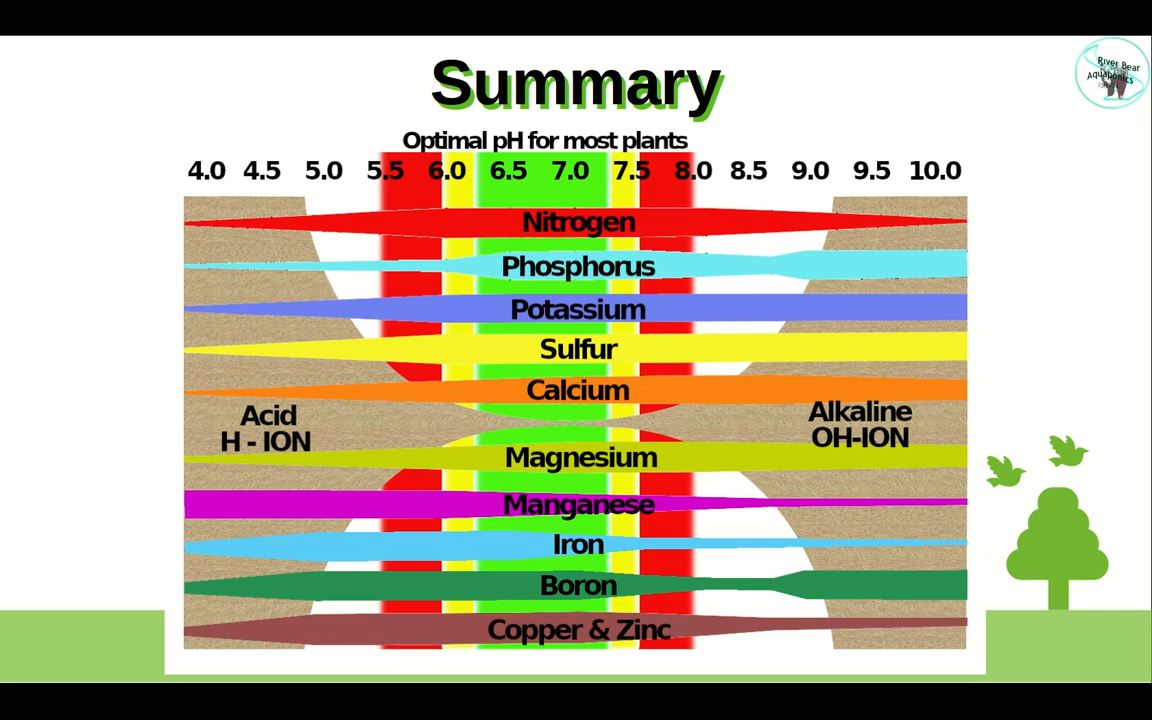 Summary
River Bear
Aquaponics
Optimal pH for most plants
4.0 4.5 5.0 5.5 6.0 6.5 7.0 7.5 8.0 8.5 9.0 9.5 10.0
Nitrogen
Phosphorus
Potassium
Sulfur
Calcium
Acid
H - ION
Alkaline
OH-ION
Magnesium
Manganese
Iron
Boron
Copper & Zinc